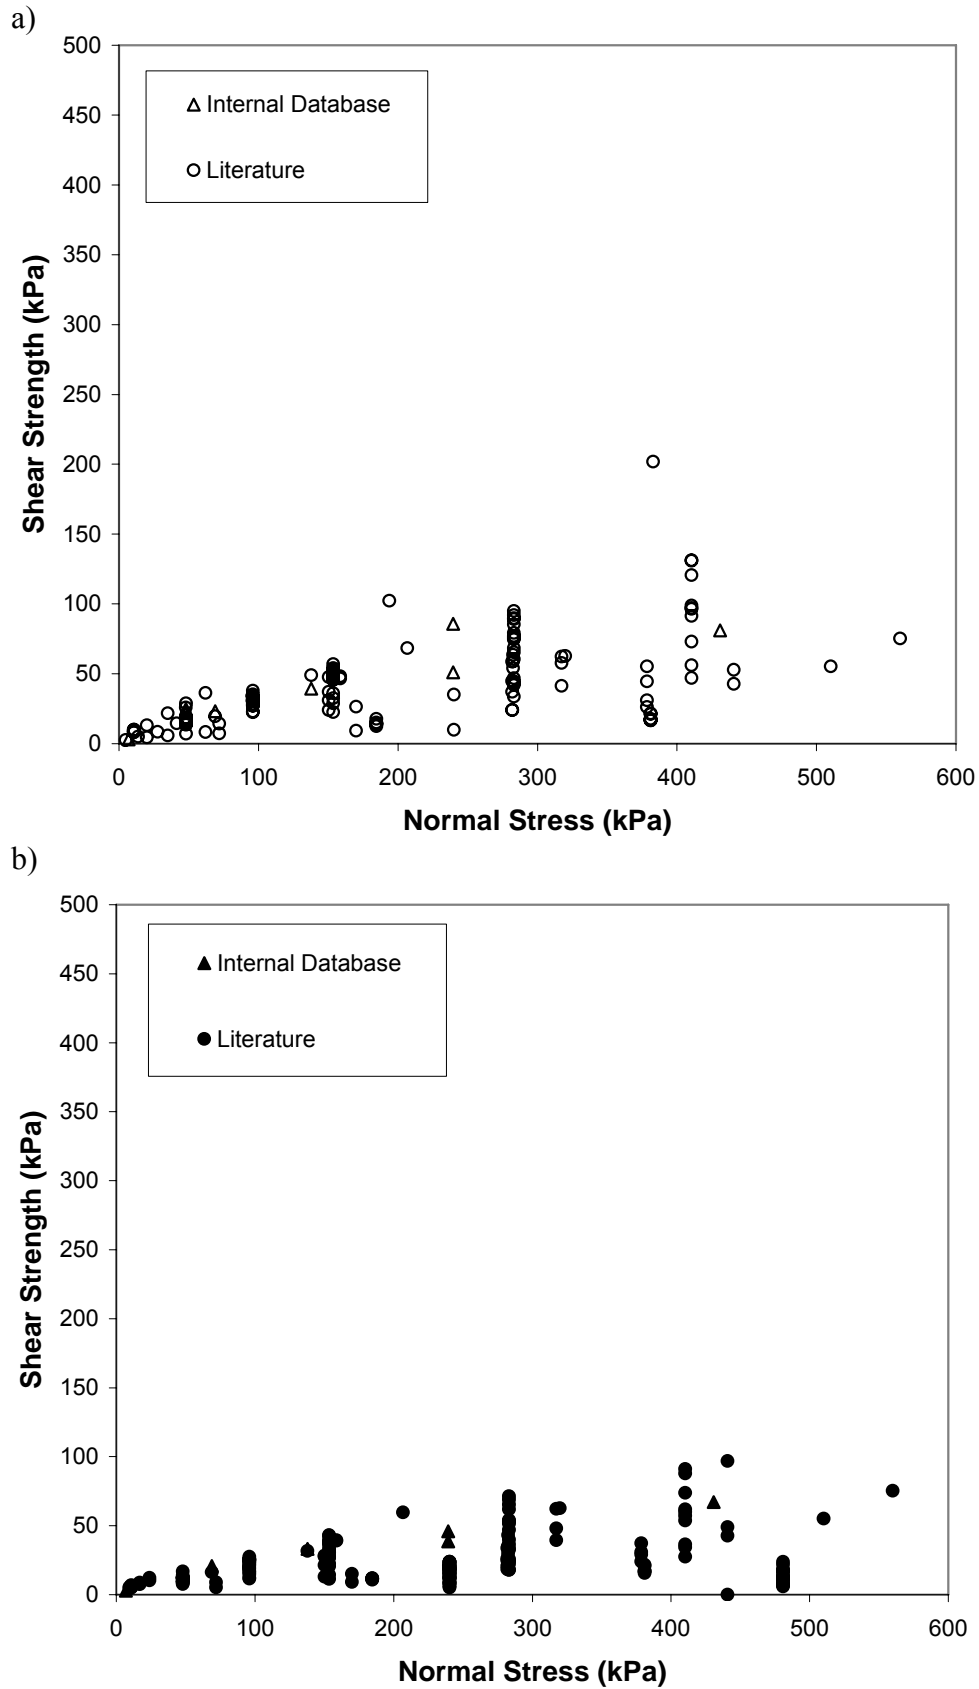 a)
500
450
400
350
300
250
200
150
100
50
0
Shear Strength (kPa)
Internal Database
Literature
0 100 200 300 400 500 600
Normal Stress (kPa)
b)
500
450
400
350
300
250
200
150
100
50
0
Shear Strength (kPa)
Internal Database
Literature
0 100 200 300 400 500 600
Normal Stress (kPa)